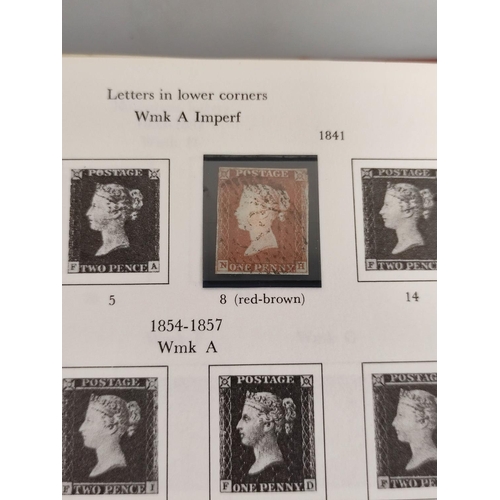 Letters in lower corners
Wmk A Imperf
1841
POSTAGE
F TWO PENCE A
POSTAGE
N ONE PENNY H
POSTAGE
F TWO PENCE
5
8 (red-brown)
14
1854-1857
Wmk A
POSTAGE
F TWO PENCE I
POSTAGE
F ONE PENNY D
POSTAGE
F TWO PENCE